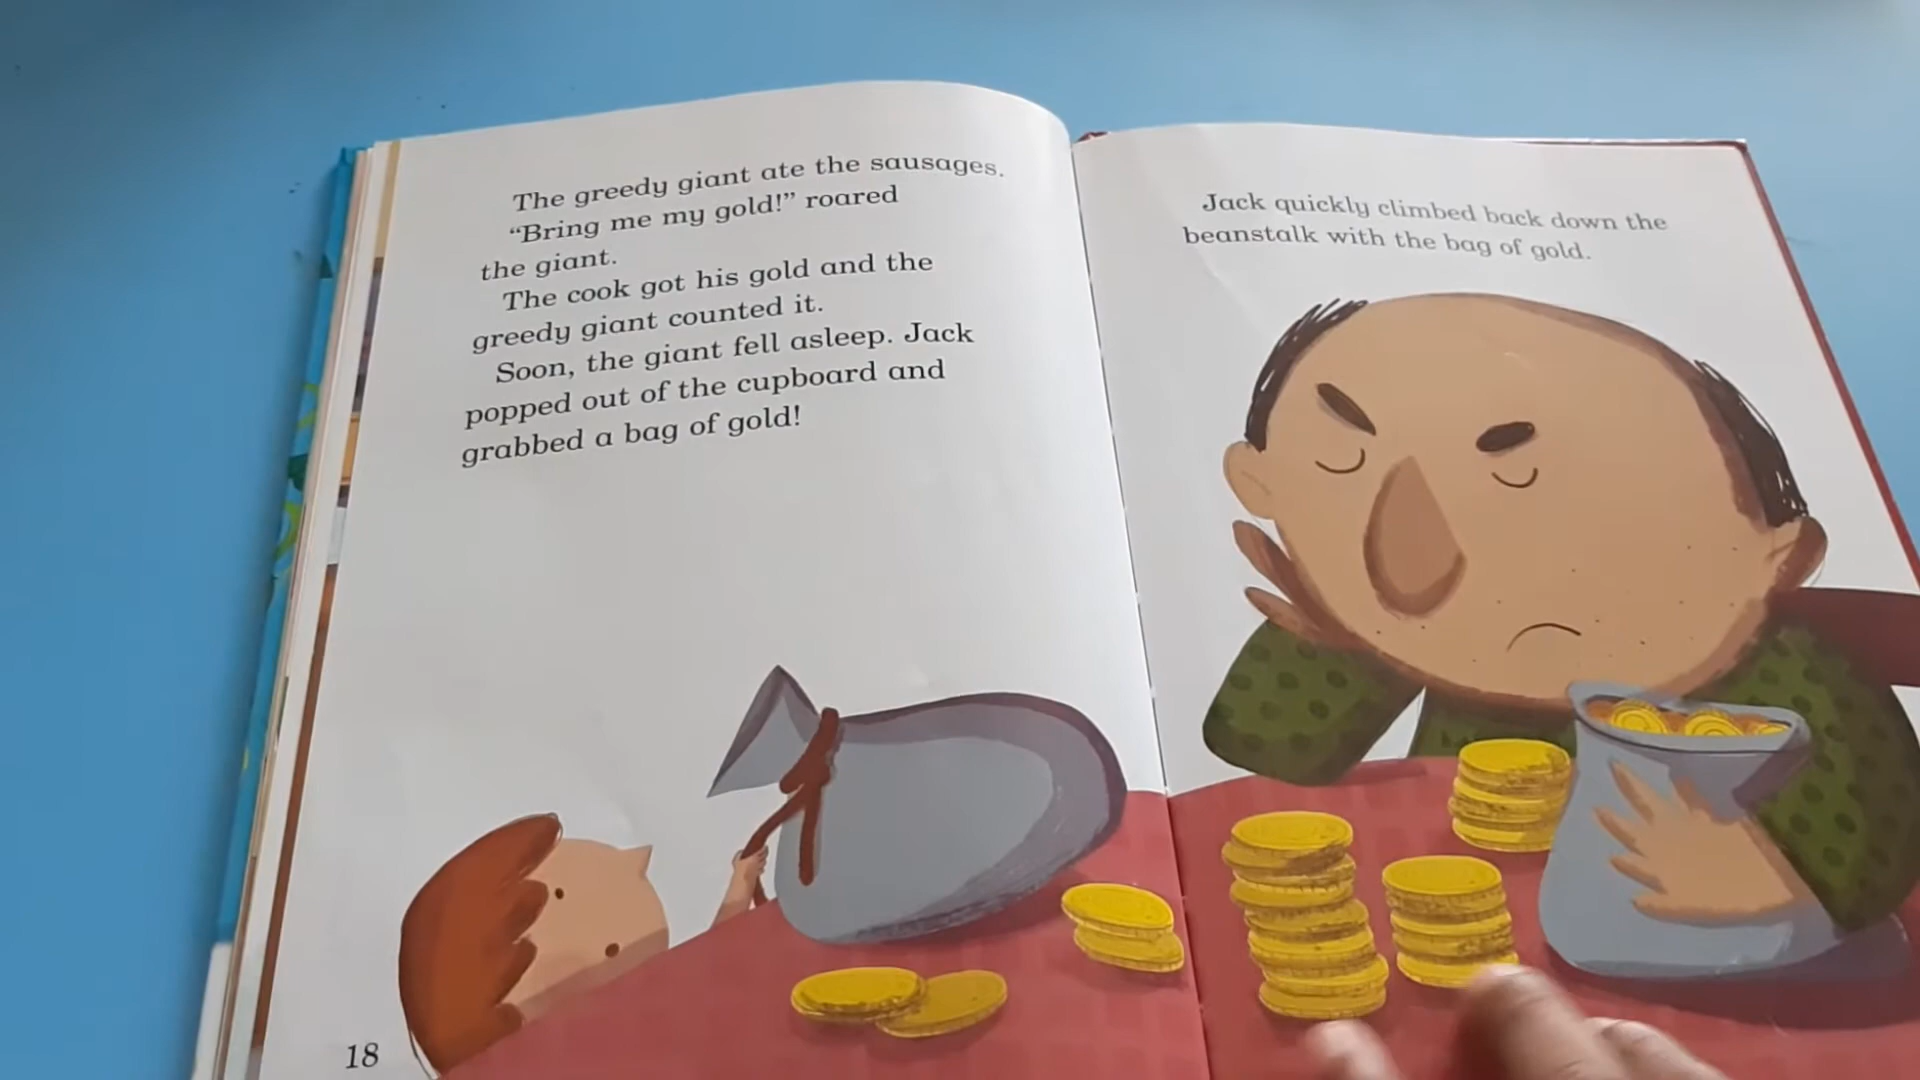 The greedy giant ate the sausages.
“Bring me my gold!” roared
the giant.
The cook got his gold and the
greedy giant counted it.
Soon, the giant fell asleep. Jack
popped out of the cupboard and
grabbed a bag of gold!
18
Jack quickly climbed back down the
beanstalk with the bag of gold.